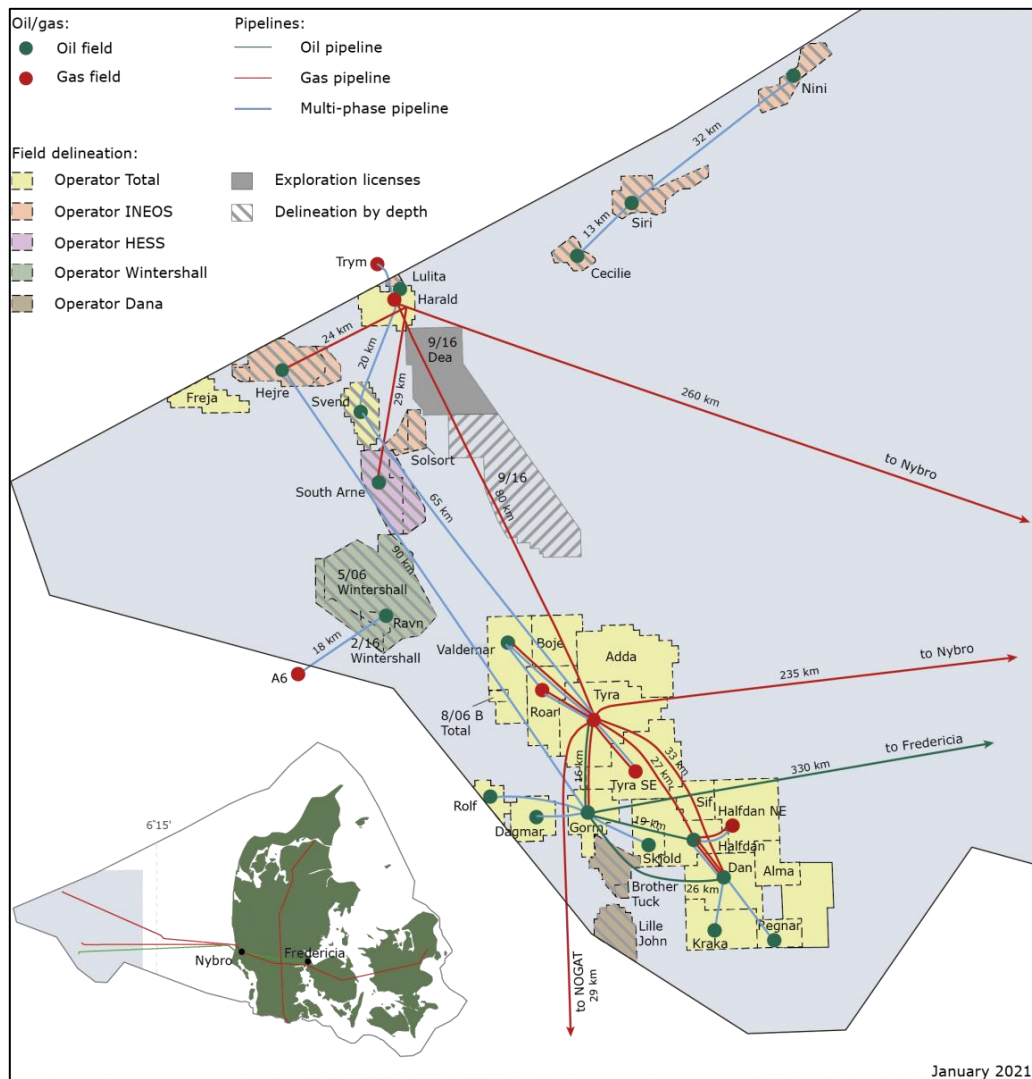 Oil/gas:
Oil field
Gas field
Pipelines:
Oil pipeline
Gas pipeline
Multi-phase pipeline
Field delineation:
Operator Total
Operator INEOS
Operator HESS
Operator Wintershall
Operator Dana
Exploration licenses
Delineation by depth
Nini
32 km
Siri
13 km
Cecilie
Trym
Lulita
Harald
24 km
20 km
29 km
9/16
Dea
Hejre
Freja
Svend
Solsort
260 km
to Nybro
South Arne
9/16
80 km
65 km
90 km
5/06
Wintershall
Ravn
2/16
Wintershall
18 km
A6
Valdemar
Boje
Adda
Tyra
Roar
8/06 B
Total
235 km
to Nybro
to Fredericia
330 km
16 km
33 km
27 km
Tyra SE
Rolf
Dagmar
Gorm
19 km
Sif
Halfdan NE
Halfdan
Skjold
Dan
Alma
26 km
Brother
Tuck
Lille
John
Kraka
Regnar
to NOGAT
29 km
6°15'
Nybro
Fredericia
January 2021